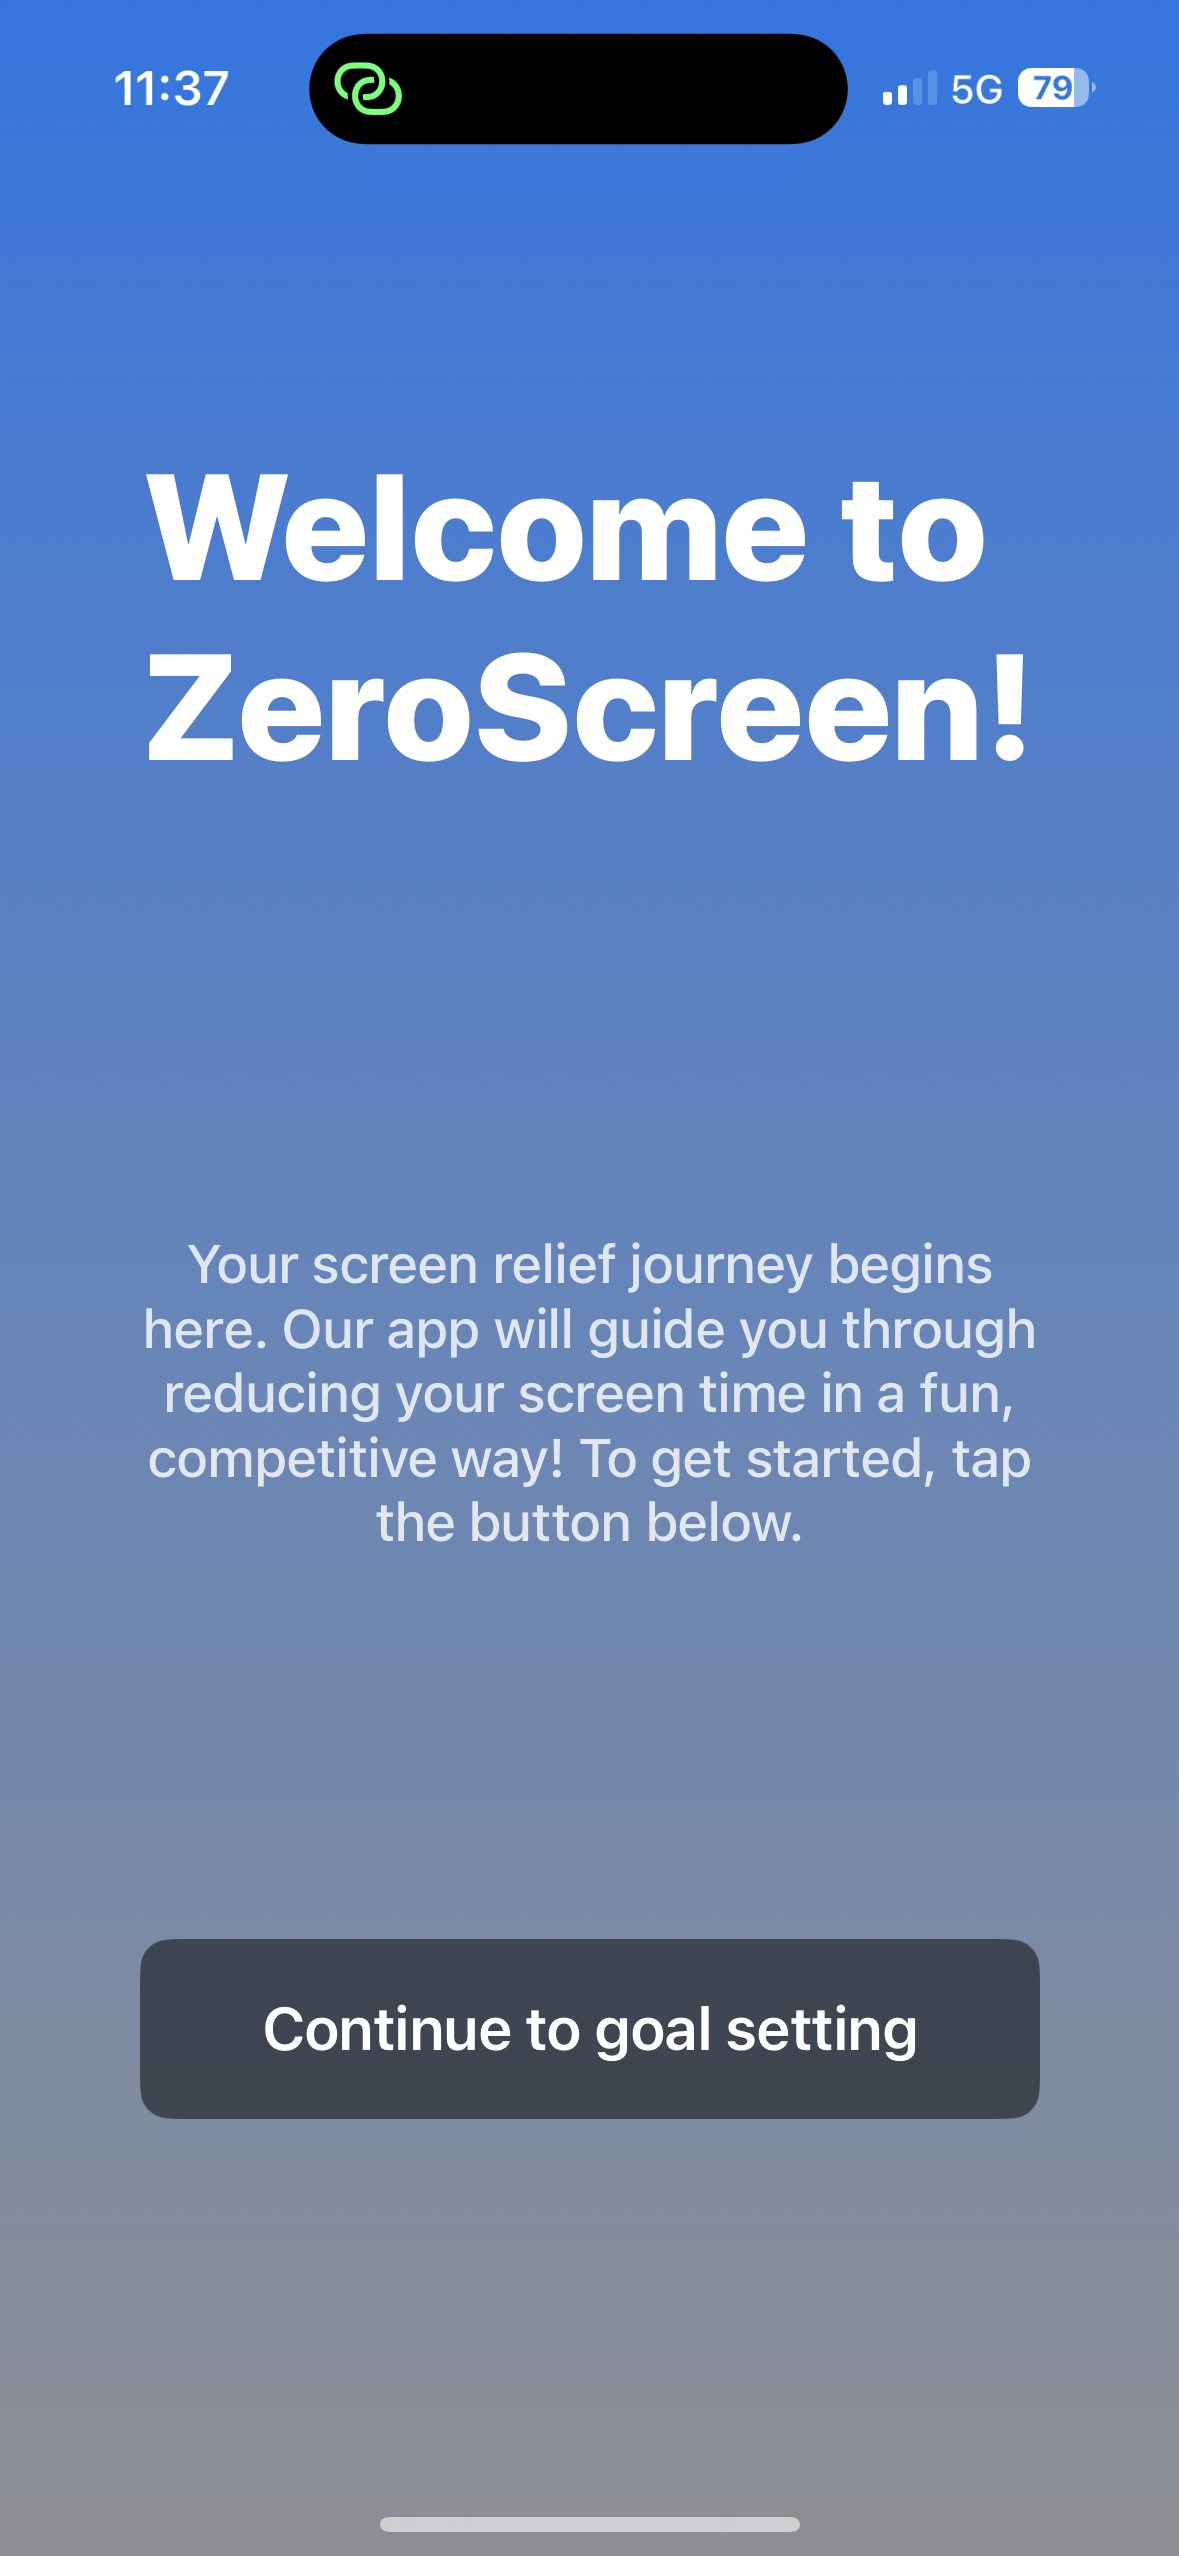 11:37
5G
79
Welcome to
ZeroScreen!
Your screen relief journey begins
here. Our app will guide you through
reducing your screen time in a fun,
competitive way! To get started, tap
the button below.
Continue to goal setting